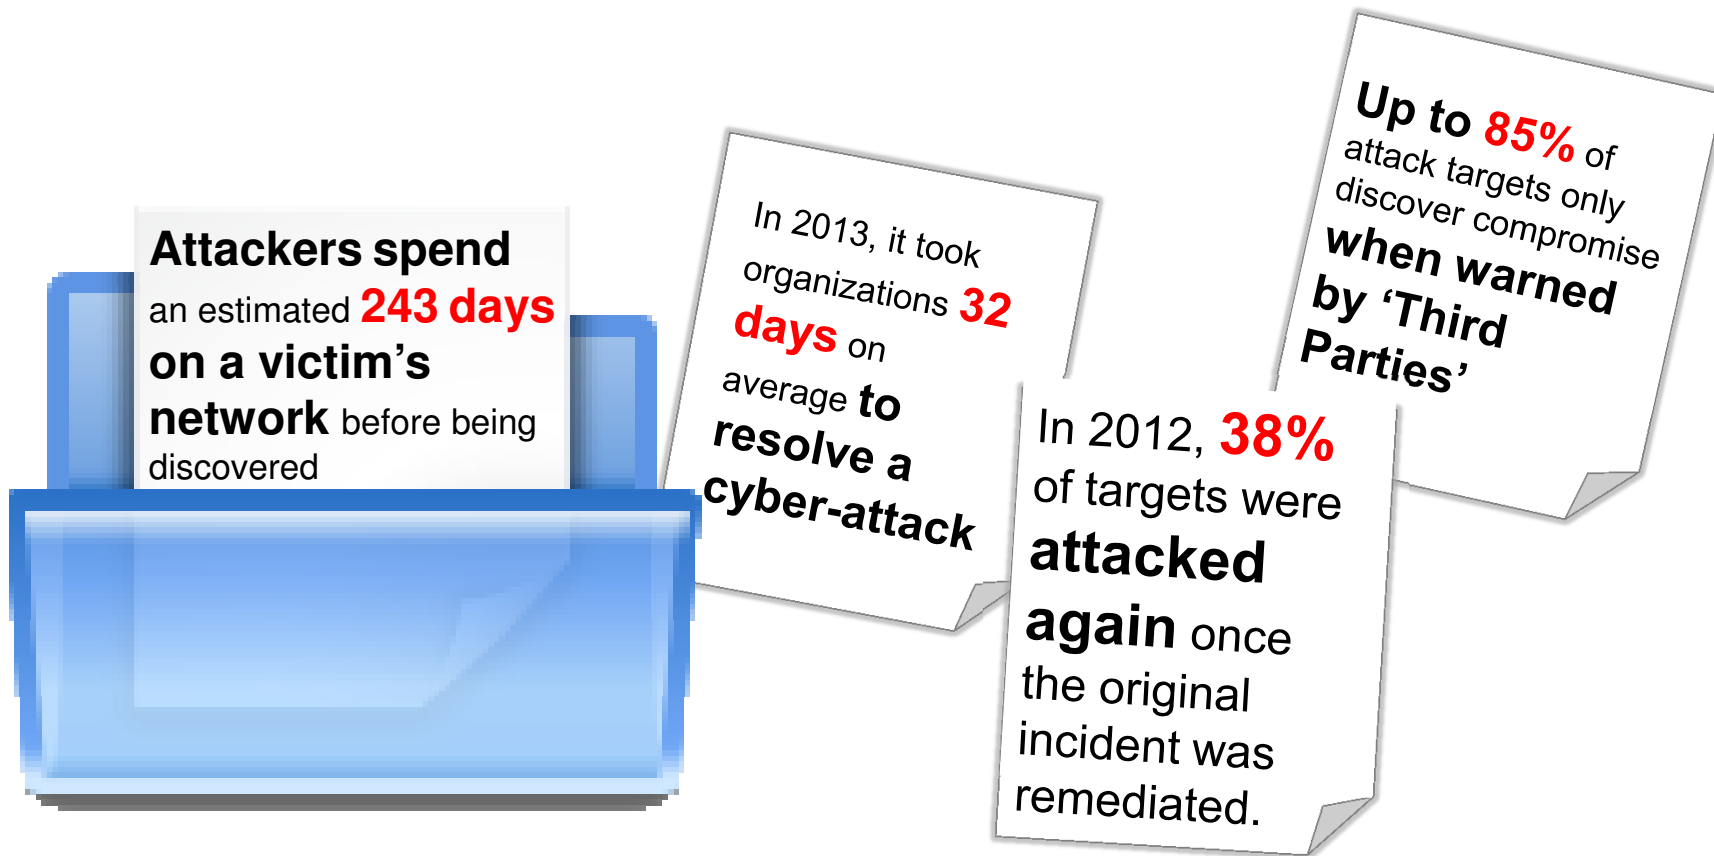 Attackers spend
an estimated 243 days
on a victim's
network before being
discovered
In 2013, it took
organizations 32
days on
average to
resolve a
cyber-attack
In 2012, 38%
of targets were
attacked
again once
the original
incident was
remediated.
Up to 85% of
attack targets only
discover compromise
when warned
by ‘Third
Parties’